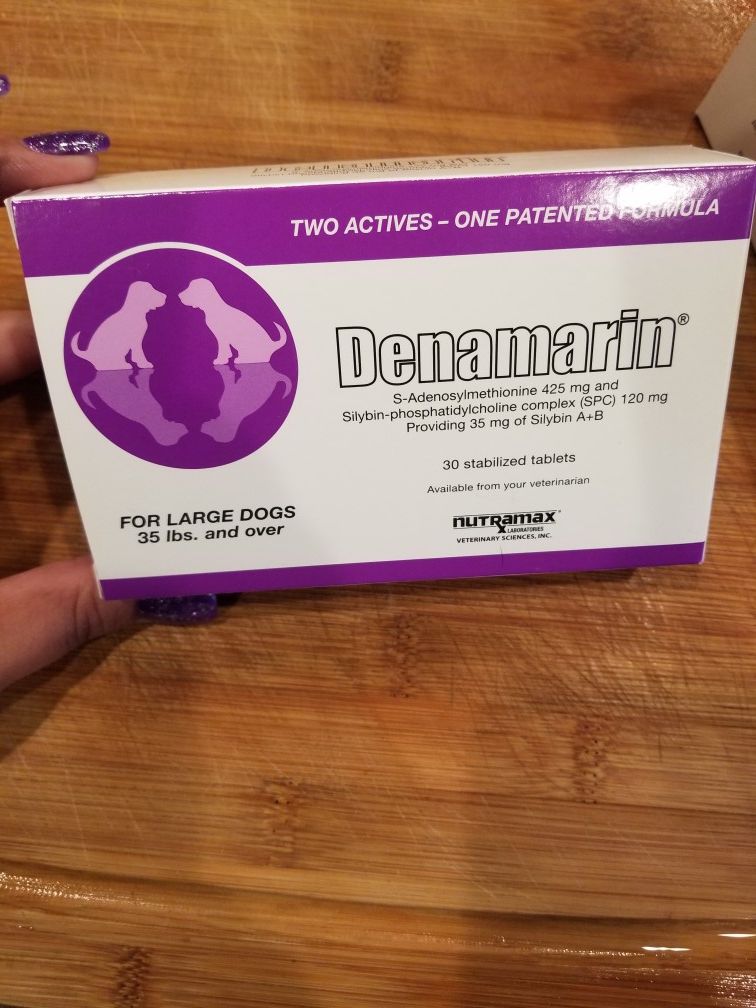 TWO ACTIVES – ONE PATENTED FORMULA
Denamarin®
S-Adenosylmethionine 425 mg and
Silybin-phosphatidylcholine complex (SPC) 120 mg
Providing 35 mg of Silybin A+B
30 stabilized tablets
Available from your veterinarian
FOR LARGE DOGS
35 lbs. and over
nutramax®
LABORATORIES
VETERINARY SCIENCES, INC.